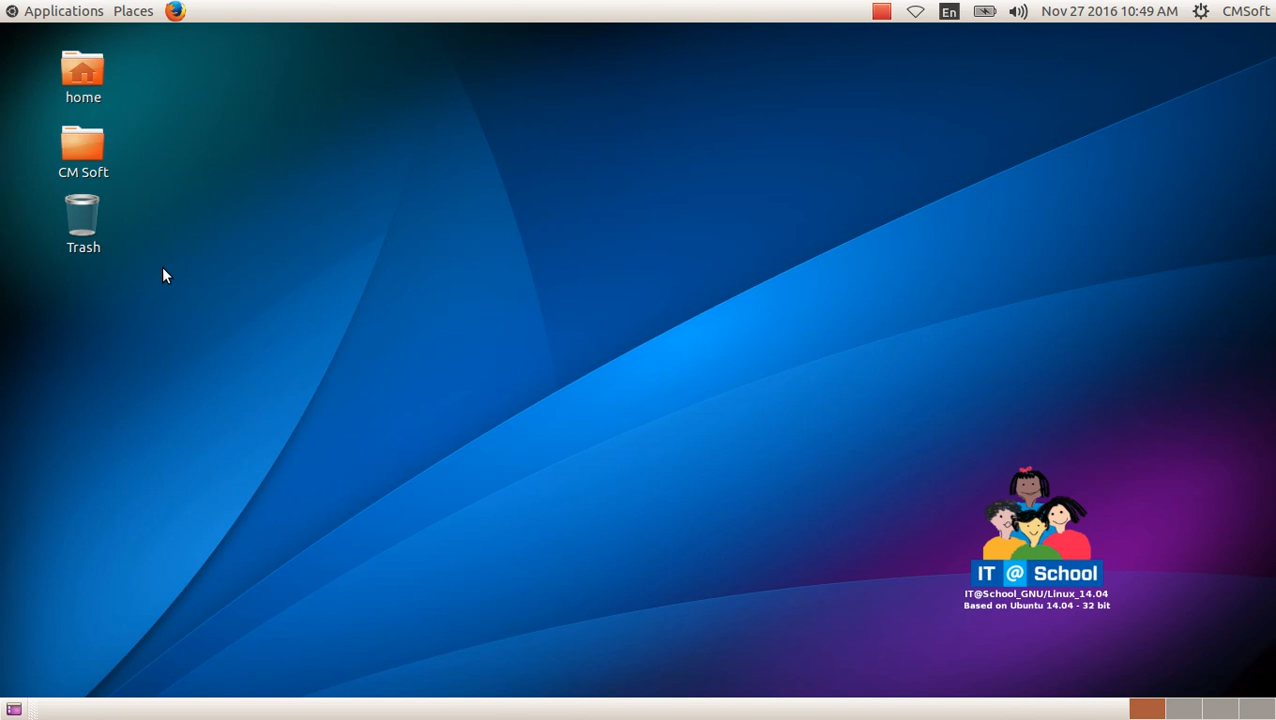 Applications Places
En
Nov 27 2016 10:49 AM
CMSoft
home
CM Soft
Trash
IT @ School
IT@School_GNU/Linux_14.04
Based on Ubuntu 14.04 - 32 bit